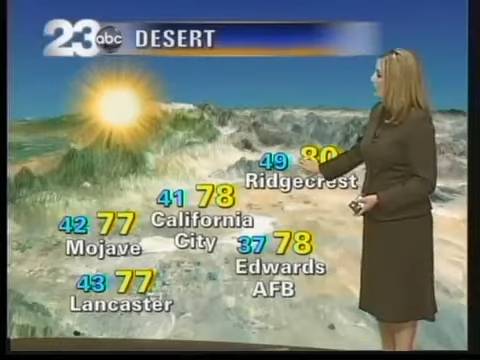 23 abc DESERT
49 80
Ridgecrest
41 78
California
City
42 77
Mojave
37 78
Edwards
AFB
43 77
Lancaster